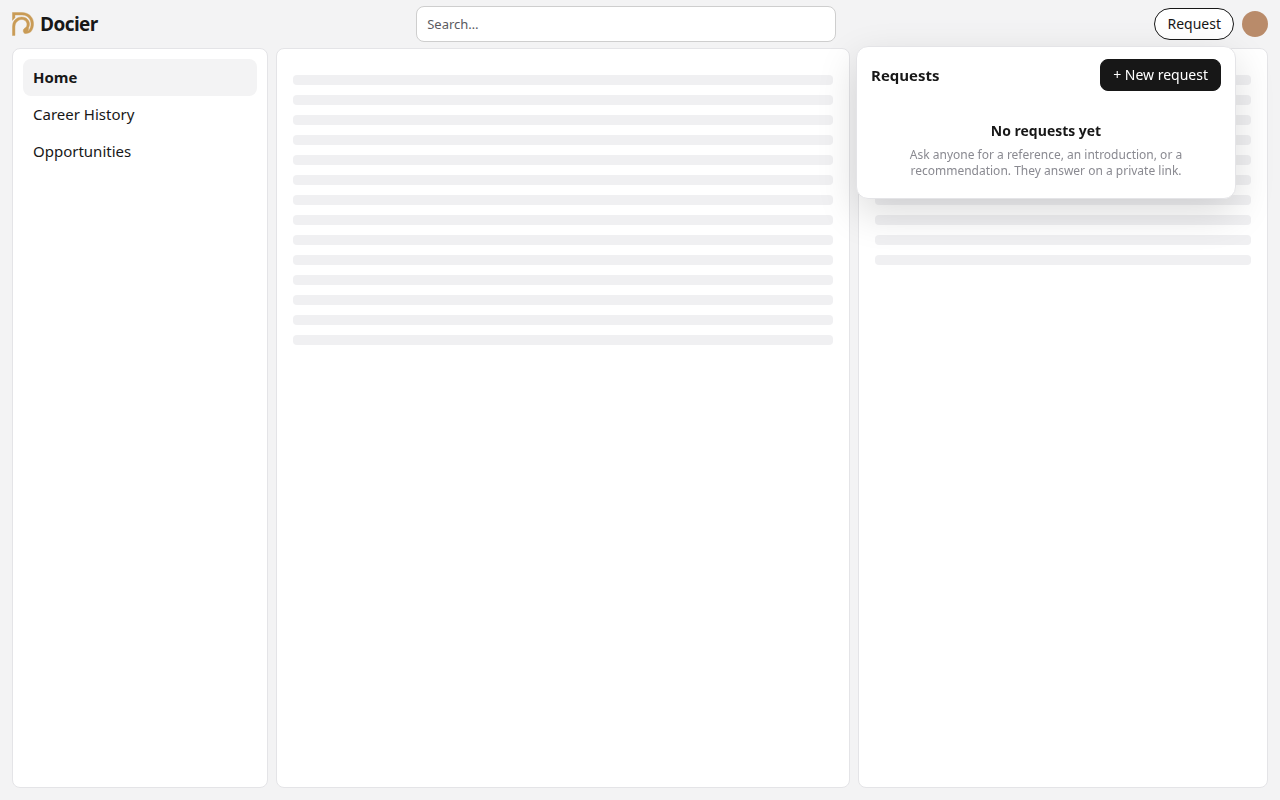 Docier
Search...
Request
Home
Career History
Opportunities
Requests
+ New request
No requests yet
Ask anyone for a reference, an introduction, or a
recommendation. They answer on a private link.